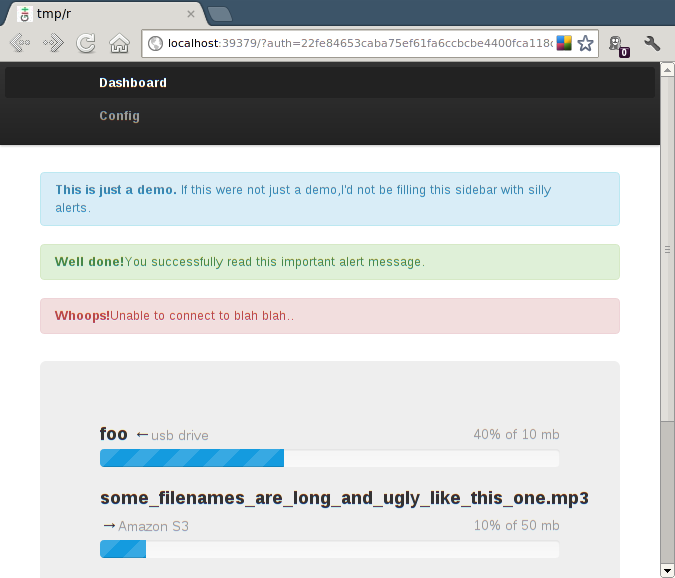 tmp/r
localhost:39379/?auth=22fe84653caba75ef61fa6ccbcbe4400fca118c
0
Dashboard
Config
This is just a demo. If this were not just a demo,I'd not be filling this sidebar with silly
alerts.
Well done!You successfully read this important alert message.
Whoops!Unable to connect to blah blah..
foo ←usb drive 40% of 10 mb
some_filenames_are_long_and_ugly_like_this_one.mp3
→Amazon S3 10% of 50 mb